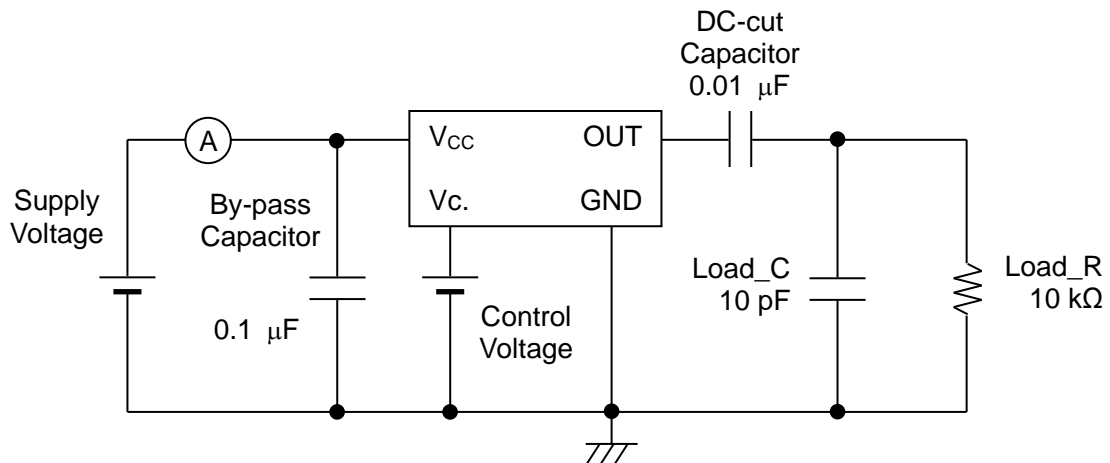 DC-cut
Capacitor
0.01 μF
A
V_CC
OUT
Vc.
GND
Supply
Voltage
By-pass
Capacitor
0.1 μF
Control
Voltage
Load_C
10 pF
Load_R
10 kΩ